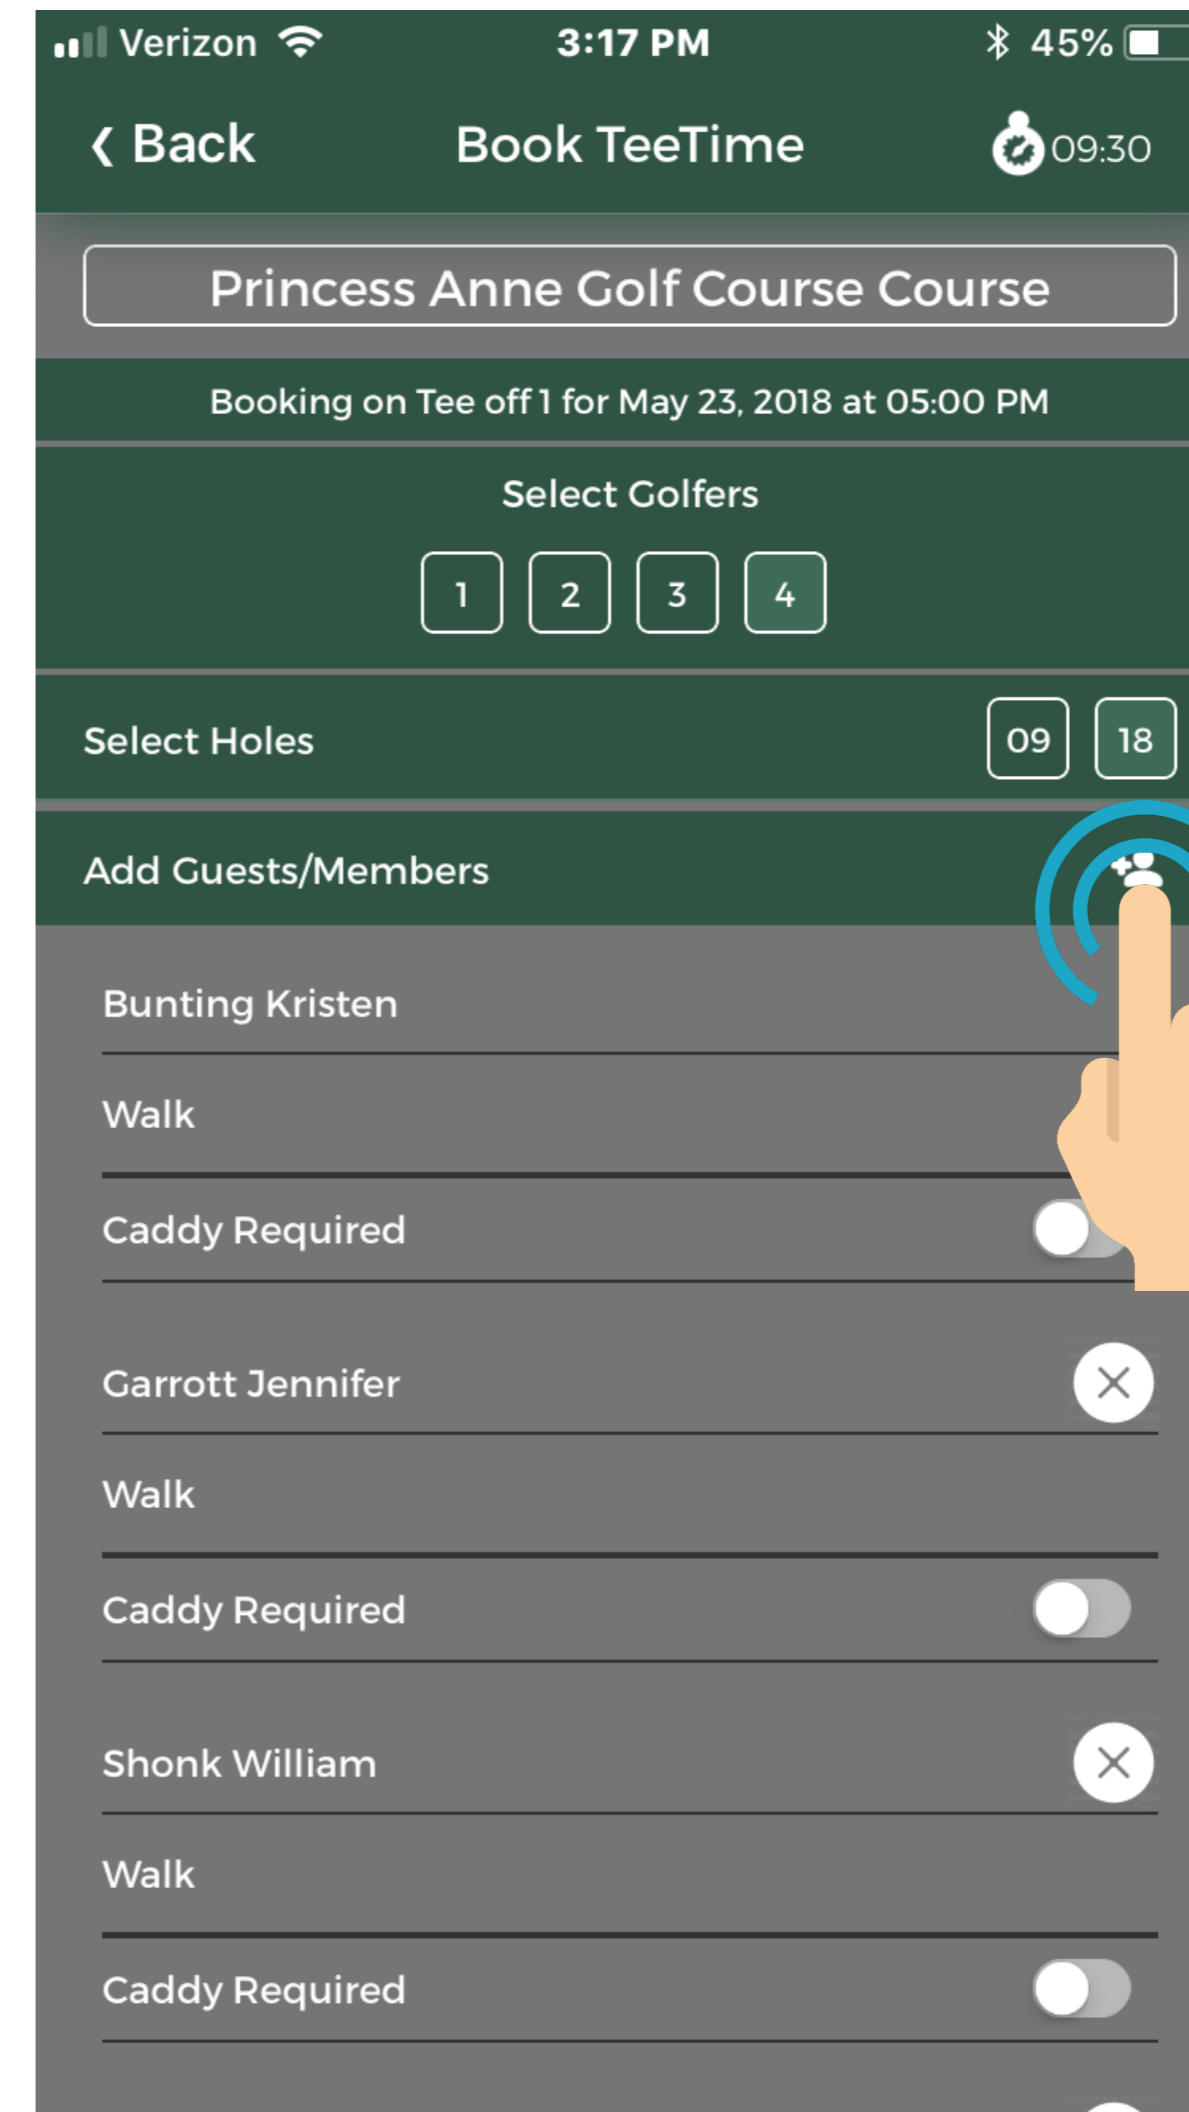 Verizon 3:17 PM 45%
Back Book TeeTime 09:30
Princess Anne Golf Course Course
Booking on Tee off 1 for May 23, 2018 at 05:00 PM
Select Golfers
1 2 3 4
Select Holes 09 18
Add Guests/Members
Bunting Kristen
Walk
Caddy Required
Garrott Jennifer
Walk
Caddy Required
Shonk William
Walk
Caddy Required